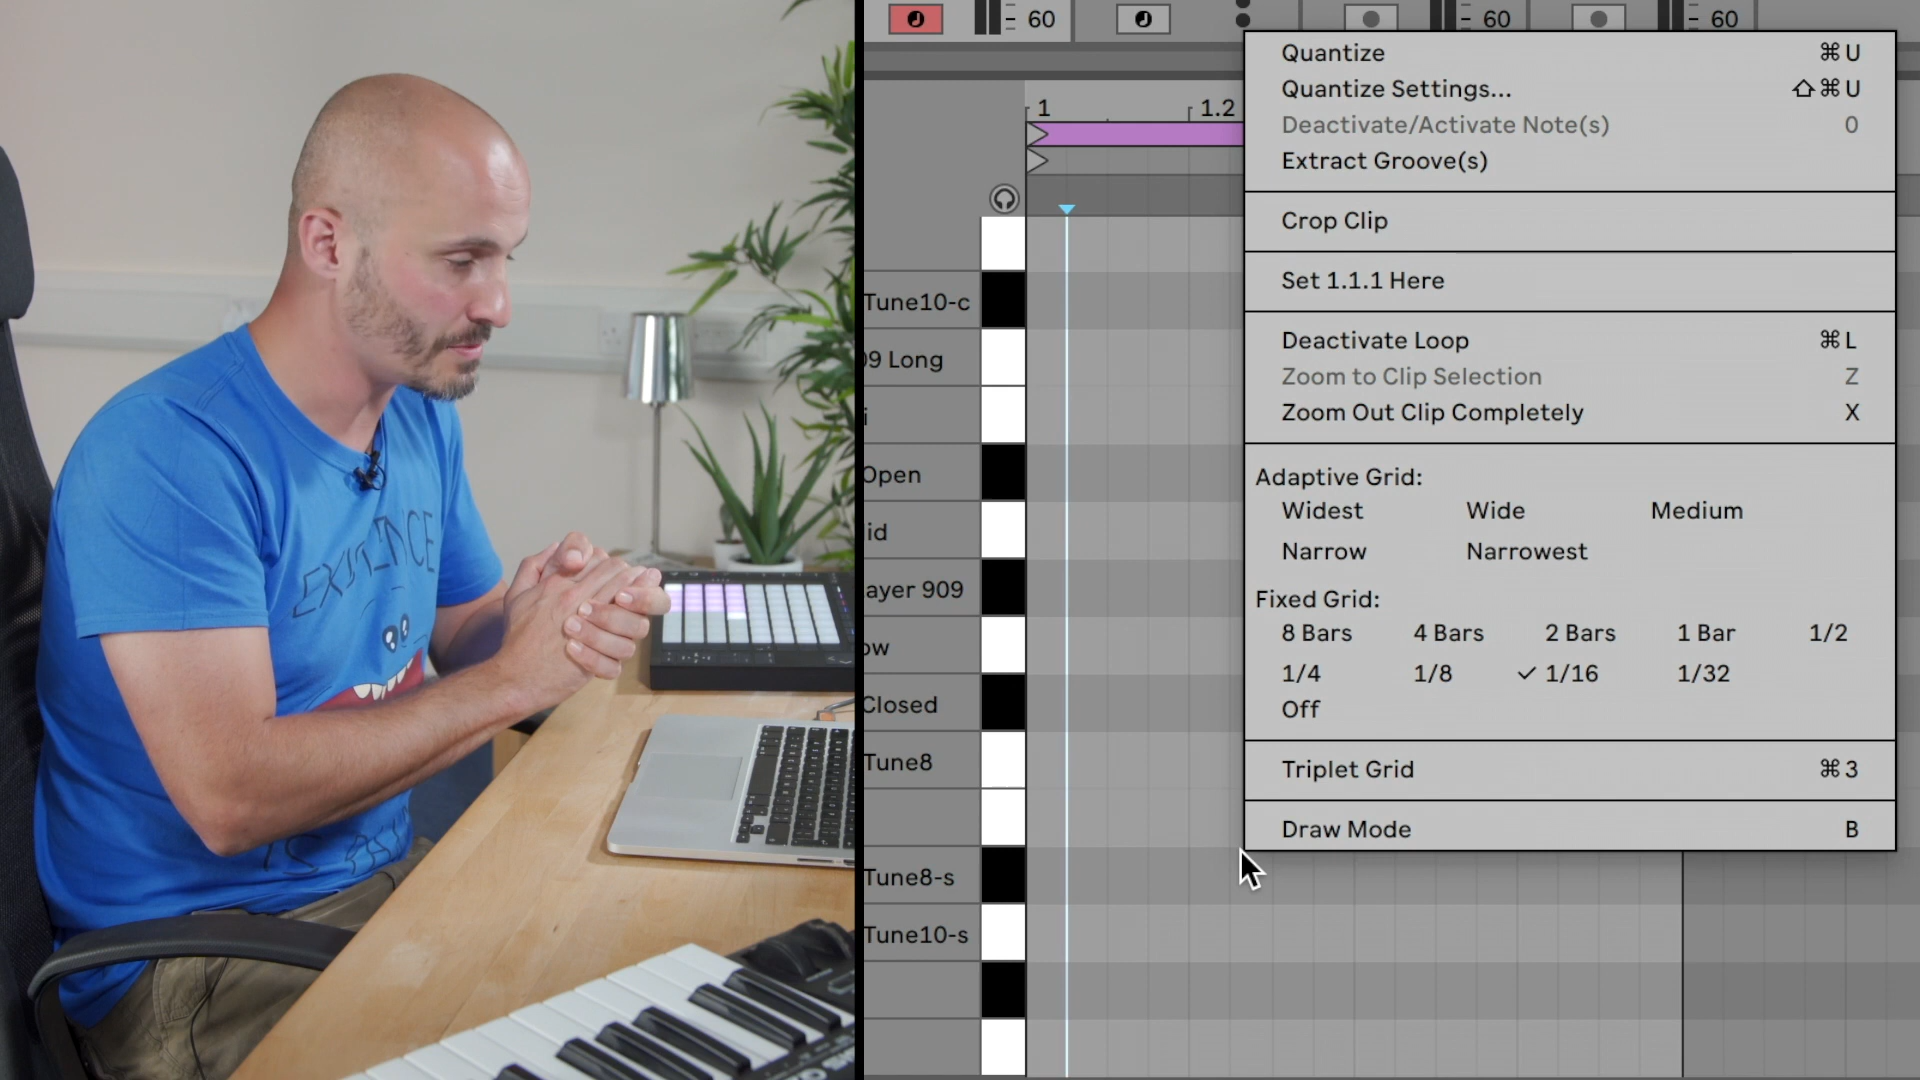 60
60
60
1
1.2
Quantize ⌘U
Quantize Settings... ⇧⌘U
Deactivate/Activate Note(s) 0
Extract Groove(s)
Crop Clip
Set 1.1.1 Here
Deactivate Loop ⌘L
Zoom to Clip Selection Z
Zoom Out Clip Completely X
Adaptive Grid:
Widest Wide Medium
Narrow Narrowest
Fixed Grid:
8 Bars 4 Bars 2 Bars 1 Bar 1/2
1/4 1/8 ✓ 1/16 1/32
Off
Triplet Grid ⌘3
Draw Mode B
Tune10-c
09 Long
i
Open
id
ayer 909
ow
Closed
Tune8
Tune8-s
Tune10-s